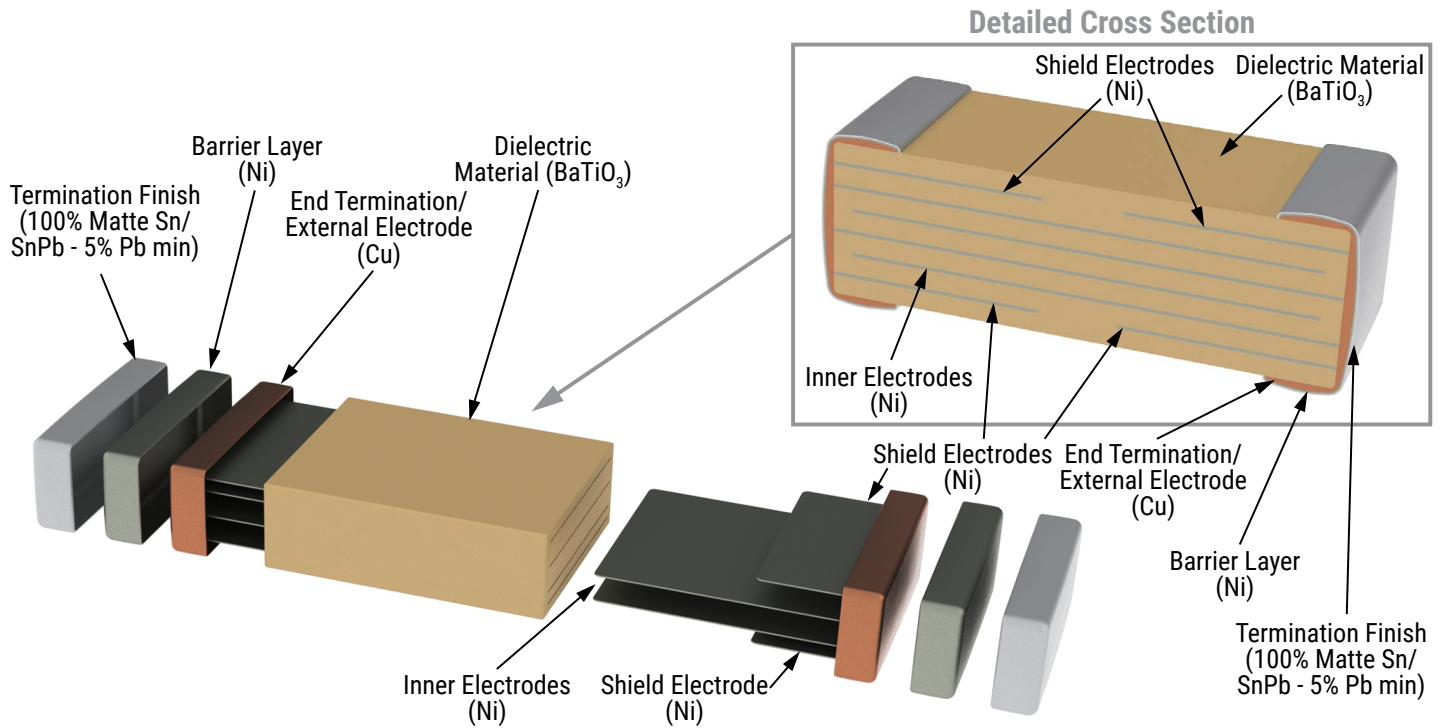 Detailed Cross Section
Shield Electrodes
(Ni)
Dielectric Material
(BaTiO₃)
Barrier Layer
(Ni)
Dielectric
Material (BaTiO₃)
Termination Finish
(100% Matte Sn/
SnPb - 5% Pb min)
End Termination/
External Electrode
(Cu)
Inner Electrodes
(Ni)
Shield Electrodes
(Ni)
End Termination/
External Electrode
(Cu)
Barrier Layer
(Ni)
Termination Finish
(100% Matte Sn/
SnPb - 5% Pb min)
Inner Electrodes
(Ni)
Shield Electrode
(Ni)